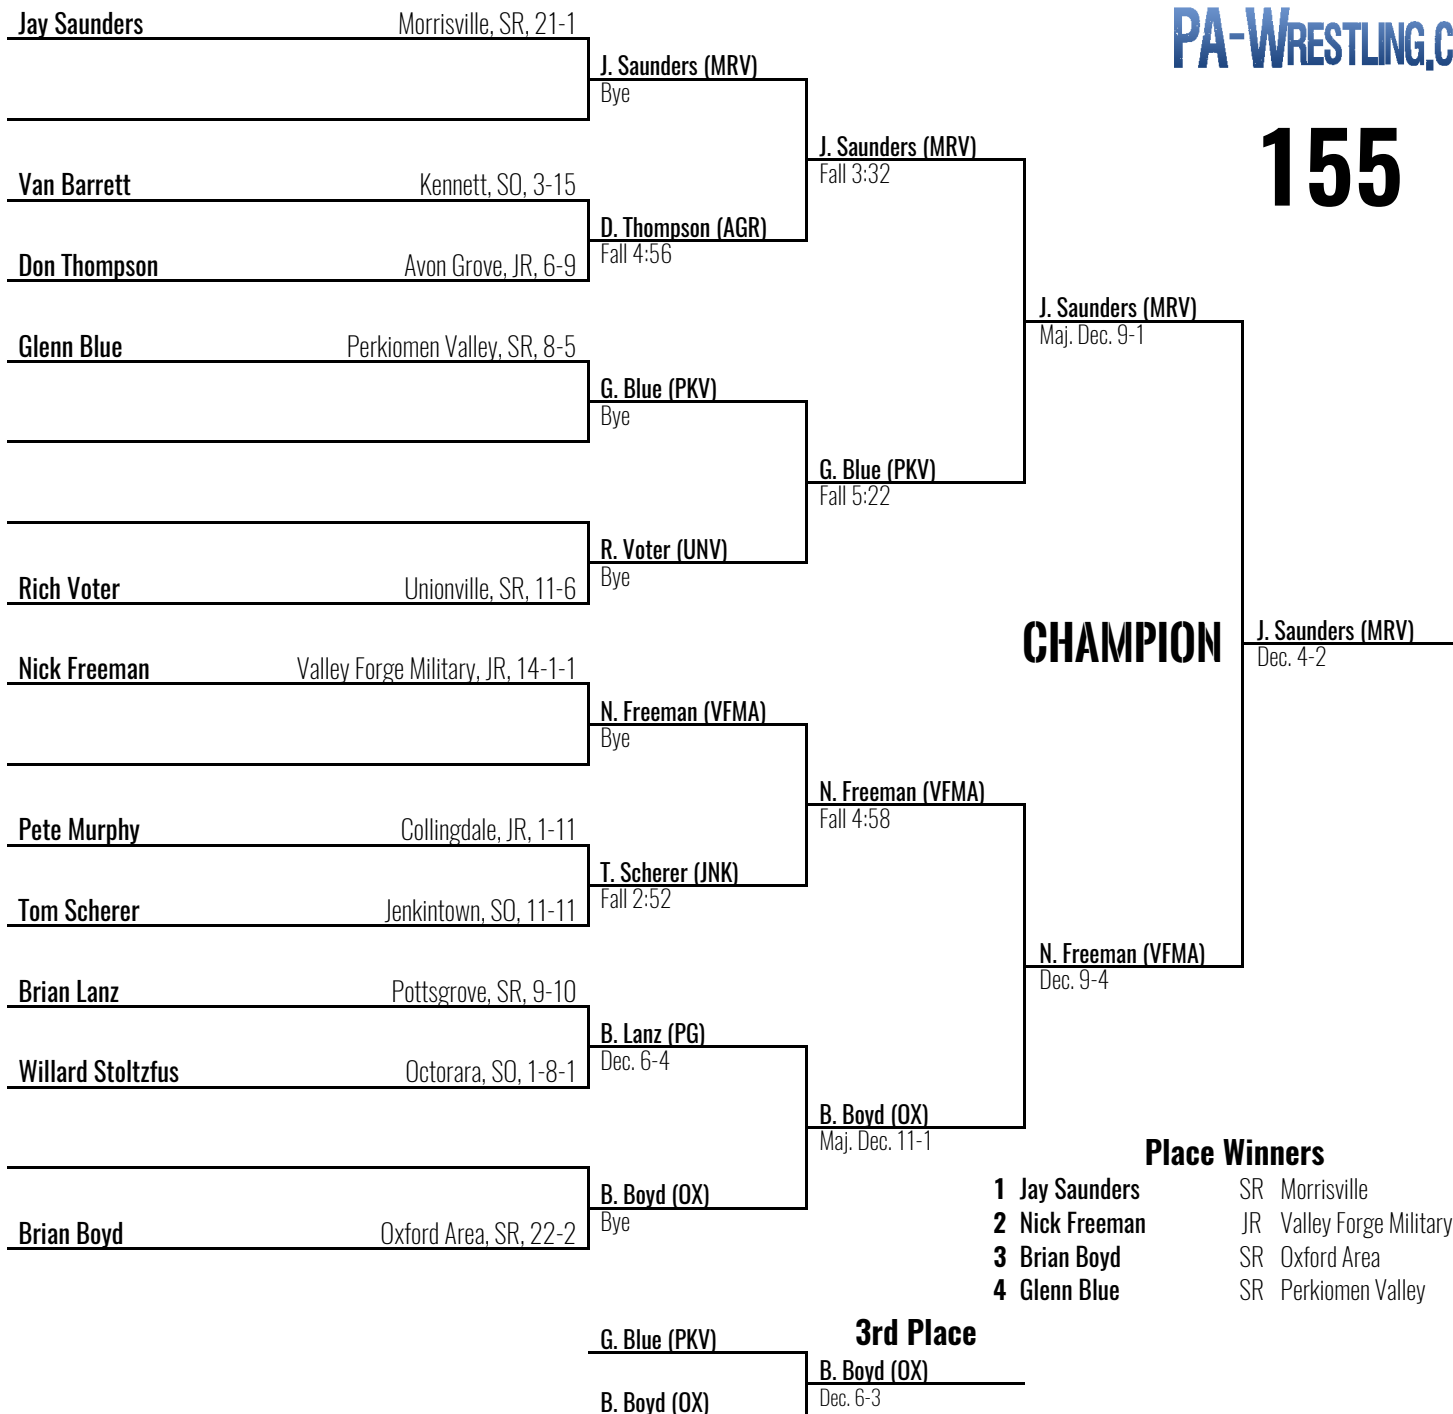 Jay Saunders Morrisville, SR, 21-1
PA-WRESTLING.C
J. Saunders (MRV)
Bye
155
J. Saunders (MRV)
Fall 3:32
Van Barrett Kennett, SO, 3-15
D. Thompson (AGR)
Fall 4:56
Don Thompson Avon Grove, JR, 6-9
J. Saunders (MRV)
Maj. Dec. 9-1
Glenn Blue Perkiomen Valley, SR, 8-5
G. Blue (PKV)
Bye
G. Blue (PKV)
Fall 5:22
R. Voter (UNV)
Bye
Rich Voter Unionville, SR, 11-6
CHAMPION
J. Saunders (MRV)
Dec. 4-2
Nick Freeman Valley Forge Military, JR, 14-1-1
N. Freeman (VFMA)
Bye
N. Freeman (VFMA)
Fall 4:58
Pete Murphy Collingdale, JR, 1-11
T. Scherer (JNK)
Fall 2:52
Tom Scherer Jenkintown, SO, 11-11
N. Freeman (VFMA)
Dec. 9-4
Brian Lanz Pottsgrove, SR, 9-10
B. Lanz (PG)
Dec. 6-4
Willard Stoltzfus Octorara, SO, 1-8-1
B. Boyd (OX)
Maj. Dec. 11-1
B. Boyd (OX)
Bye
Brian Boyd Oxford Area, SR, 22-2
Place Winners
1 Jay Saunders SR Morrisville
2 Nick Freeman JR Valley Forge Military
3 Brian Boyd SR Oxford Area
4 Glenn Blue SR Perkiomen Valley
3rd Place
G. Blue (PKV)
B. Boyd (OX)
Dec. 6-3
B. Boyd (OX)